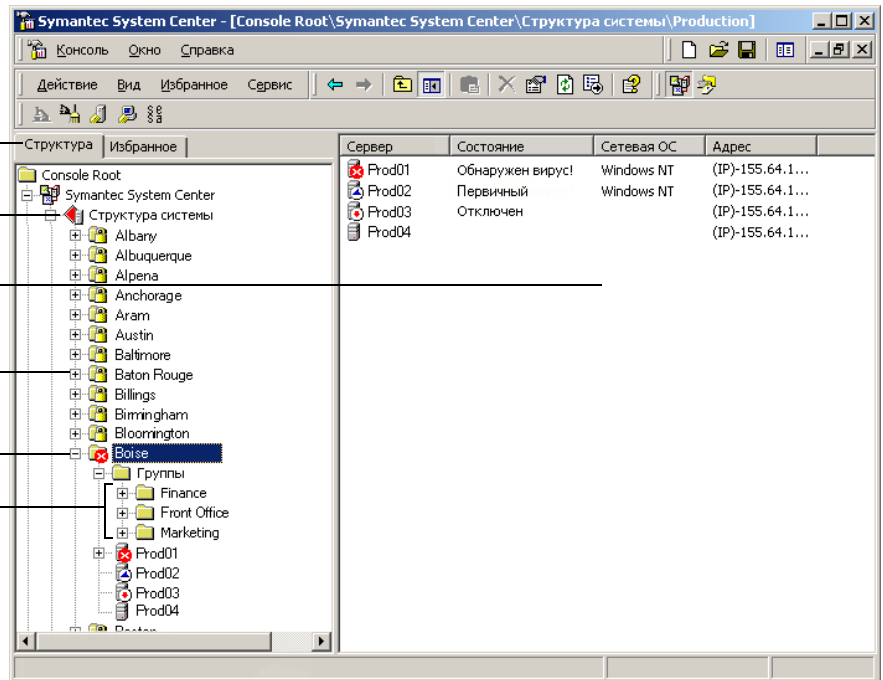 Symantec System Center - [Console Root\Symantec System Center\Структура системы\Production]
Консоль Окно Справка
Действие Вид Избранное Сервис
Структура Избранное
Console Root
Symantec System Center
Структура системы
Albany
Albuquerque
Alpena
Anchorage
Aram
Austin
Baltimore
Baton Rouge
Billings
Birmingham
Bloomington
Boise
Группы
Finance
Front Office
Marketing
Prod01
Prod02
Prod03
Prod04
Сервер Состояние Сетевая ОС Адрес
Prod01 Обнаружен вирус! Windows NT (IP)-155.64.1...
Prod02 Первичный Windows NT (IP)-155.64.1...
Prod03 Отключен (IP)-155.64.1...
Prod04 (IP)-155.64.1...